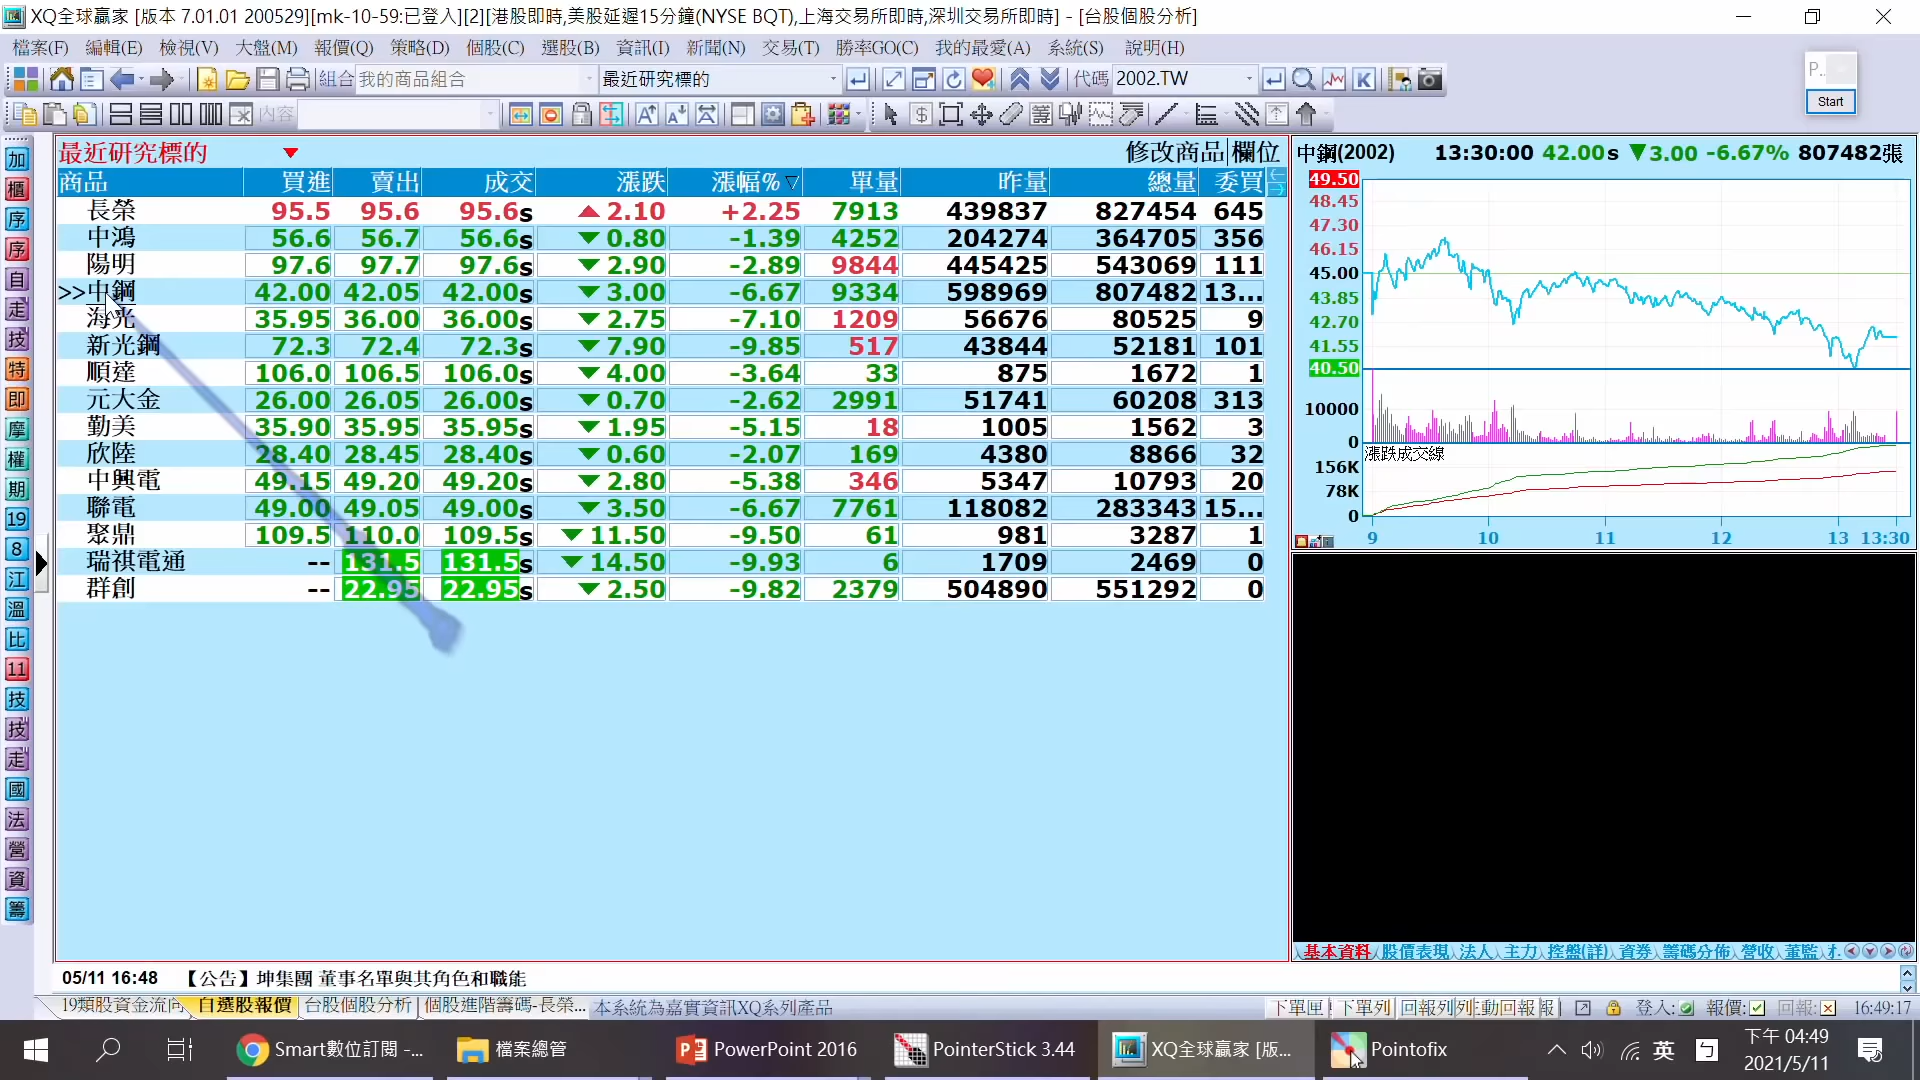 XQ全球贏家 [版本 7.01.01 200529][mk-10-59:已登入][2][港股即時,美股延遲15分鐘(NYSE BQT),上海交易所即時,深圳交易所即時] - [台股個股分析]
檔案(F) 編輯(E) 檢視(V) 大盤(M) 報價(Q) 策略(D) 個股(C) 選股(B) 資訊(I) 新聞(N) 交易(T) 勝率GO(C) 我的最愛(A) 系統(S) 說明(H)
組合 我的商品組合 最近研究標的 代碼 2002.TW
P..
Start
內容
最近研究標的 修改商品 欄位
商品 買進 賣出 成交 漲跌 漲幅% 單量 昨量 總量 委買
長榮 95.5 95.6 95.6s ▲2.10 +2.25 7913 439837 827454 645
中鴻 56.6 56.7 56.6s ▼0.80 -1.39 4252 204274 364705 356
陽明 97.6 97.7 97.6s ▼2.90 -2.89 9844 445425 543069 111
>>中鋼 42.00 42.05 42.00s ▼3.00 -6.67 9334 598969 807482 13...
海光 35.95 36.00 36.00s ▼2.75 -7.10 1209 56676 80525 9
新光鋼 72.3 72.4 72.3s ▼7.90 -9.85 517 43844 52181 101
順達 106.0 106.5 106.0s ▼4.00 -3.64 33 875 1672 1
元大金 26.00 26.05 26.00s ▼0.70 -2.62 2991 51741 60208 313
勤美 35.90 35.95 35.95s ▼1.95 -5.15 18 1005 1562 3
欣陸 28.40 28.45 28.40s ▼0.60 -2.07 169 4380 8866 32
中興電 49.15 49.20 49.20s ▼2.80 -5.38 346 5347 10793 20
聯電 49.00 49.05 49.00s ▼3.50 -6.67 7761 118082 283343 15...
聚鼎 109.5 110.0 109.5s ▼11.50 -9.50 61 981 3287 1
瑞祺電通 -- 131.5 131.5s ▼14.50 -9.93 6 1709 2469 0
群創 -- 22.95 22.95s ▼2.50 -9.82 2379 504890 551292 0
加
櫃
序
序
自
走
技
特
即
摩
權
期
19
8
江
溫
比
11
技
技
走
國
法
營
資
籌
中鋼(2002) 13:30:00 42.00s ▼3.00 -6.67% 807482張
49.50
48.45
47.30
46.15
45.00
43.85
42.70
41.55
40.50
10000
0
漲跌成交線
156K
78K
0
9 10 11 12 13 13:30
基本資料 股價表現 法人 主力 控盤(詳) 資券 籌碼分佈 營收 董監
05/11 16:48 【公告】坤集團 董事名單與其角色和職能
19類股資金流向 自選股報價 台股個股分析 個股進階籌碼-長榮... 本系統為嘉實資訊XQ系列產品 下單匣 下單列 回報列 主動回報 登入: 報價: 回報: 16:49:17
Smart數位訂閱 -... 檔案總管 PowerPoint 2016 PointerStick 3.44 XQ全球贏家 [版... Pointofix 英 ㄅ 下午 04:49
2021/5/11